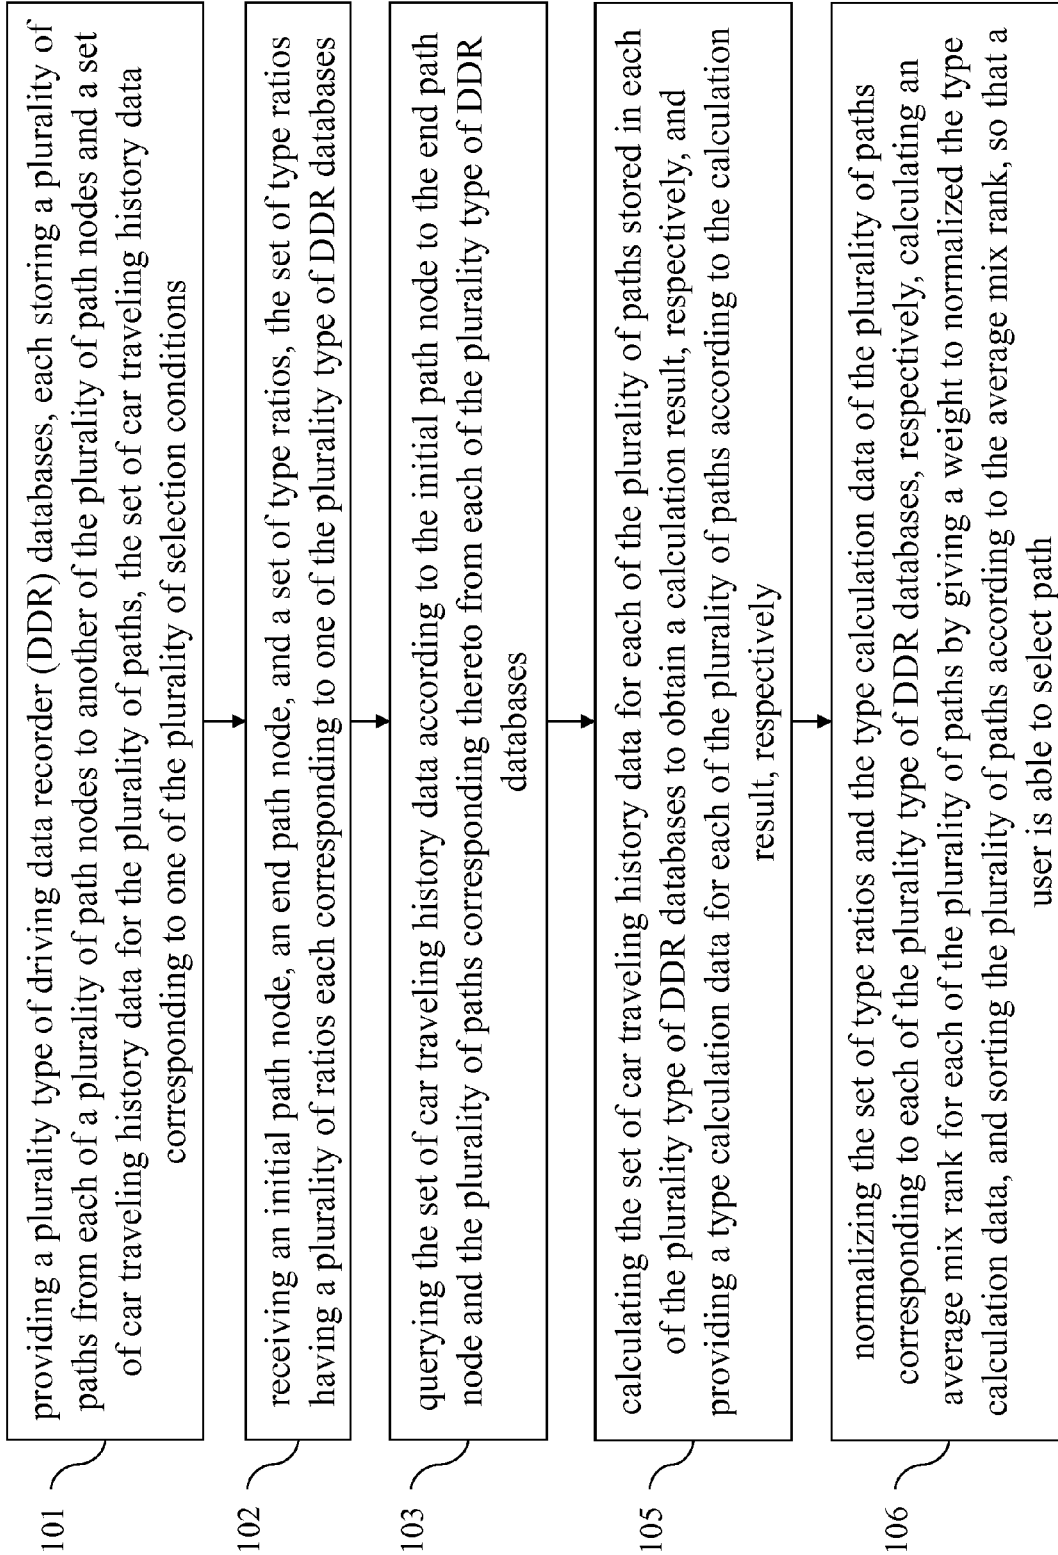 101
providing a plurality type of driving data recorder (DDR) databases, each storing a plurality of
paths from each of a plurality of path nodes to another of the plurality of path nodes and a set
of car traveling history data for the plurality of paths, the set of car traveling history data
corresponding to one of the plurality of selection conditions
102
receiving an initial path node, an end path node, and a set of type ratios, the set of type ratios
having a plurality of ratios each corresponding to one of the plurality type of DDR databases
103
querying the set of car traveling history data according to the initial path node to the end path
node and the plurality of paths corresponding thereto from each of the plurality type of DDR
databases
105
calculating the set of car traveling history data for each of the plurality of paths stored in each
of the plurality type of DDR databases to obtain a calculation result, respectively, and
providing a type calculation data for each of the plurality of paths according to the calculation
result, respectively
106
normalizing the set of type ratios and the type calculation data of the plurality of paths
corresponding to each of the plurality type of DDR databases, respectively, calculating an
average mix rank for each of the plurality of paths by giving a weight to normalized the type
calculation data, and sorting the plurality of paths according to the average mix rank, so that a
user is able to select path